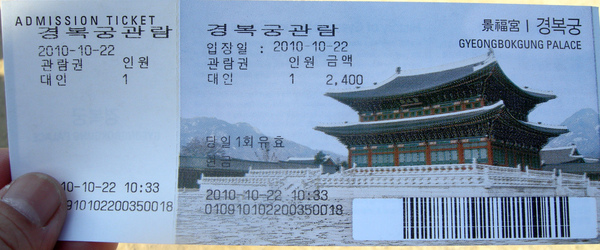 ADMISSION TICKET
경복궁관람
2010-10-22
관람권 인원
대인 1
10-10-22 10:33
0910102200350018
경복궁관람
입장일 : 2010-10-22
관람권 인원 금액
대인 1 2,400
당일1회유효
현금
2010-10-22 10:33
010910102200350018
景福宮 | 경복궁
GYEONGBOKGUNG PALACE